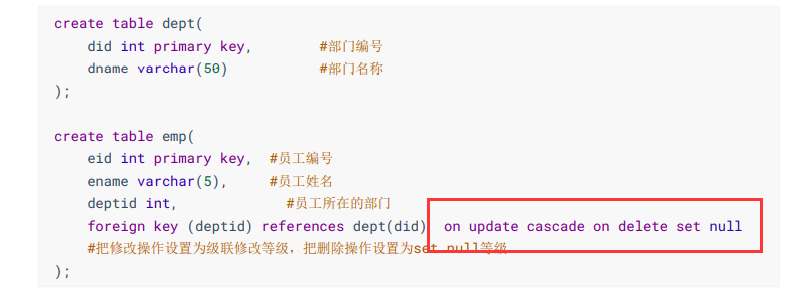 create table dept(
did int primary key, #部门编号
dname varchar(50) #部门名称
);
create table emp(
eid int primary key, #员工编号
ename varchar(5), #员工姓名
deptid int, #员工所在的部门
foreign key (deptid) references dept(did) on update cascade on delete set null
#把修改操作设置为级联修改等级，把删除操作设置为set null等级
);